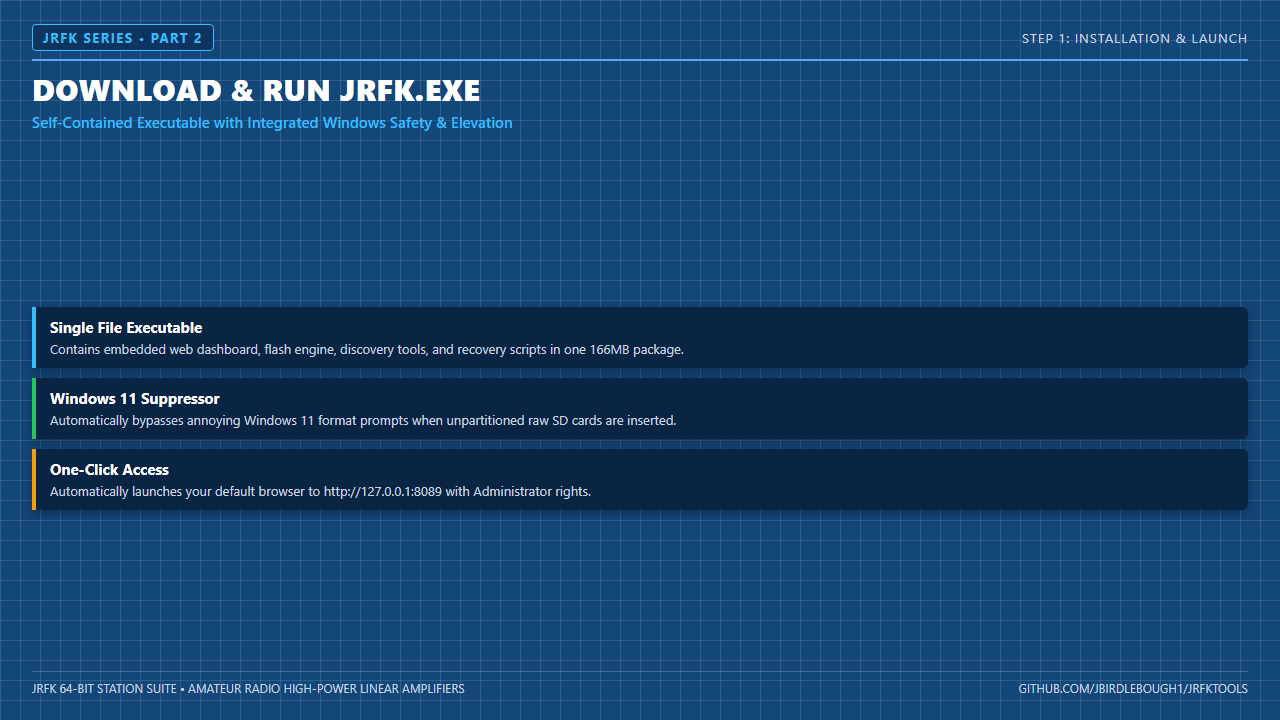 JRFK SERIES • PART 2
STEP 1: INSTALLATION & LAUNCH
DOWNLOAD & RUN JRFK.EXE
Self-Contained Executable with Integrated Windows Safety & Elevation
Single File Executable
Contains embedded web dashboard, flash engine, discovery tools, and recovery scripts in one 166MB package.
Windows 11 Suppressor
Automatically bypasses annoying Windows 11 format prompts when unpartitioned raw SD cards are inserted.
One-Click Access
Automatically launches your default browser to http://127.0.0.1:8089 with Administrator rights.
JRFK 64-BIT STATION SUITE • AMATEUR RADIO HIGH-POWER LINEAR AMPLIFIERS
GITHUB.COM/JBIRDLEBOUGH1/JRFKTOOLS